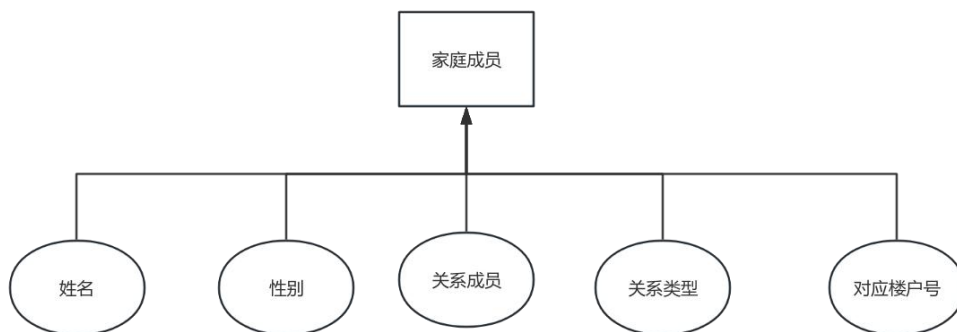 家庭成员
姓名
性别
关系成员
关系类型
对应楼户号